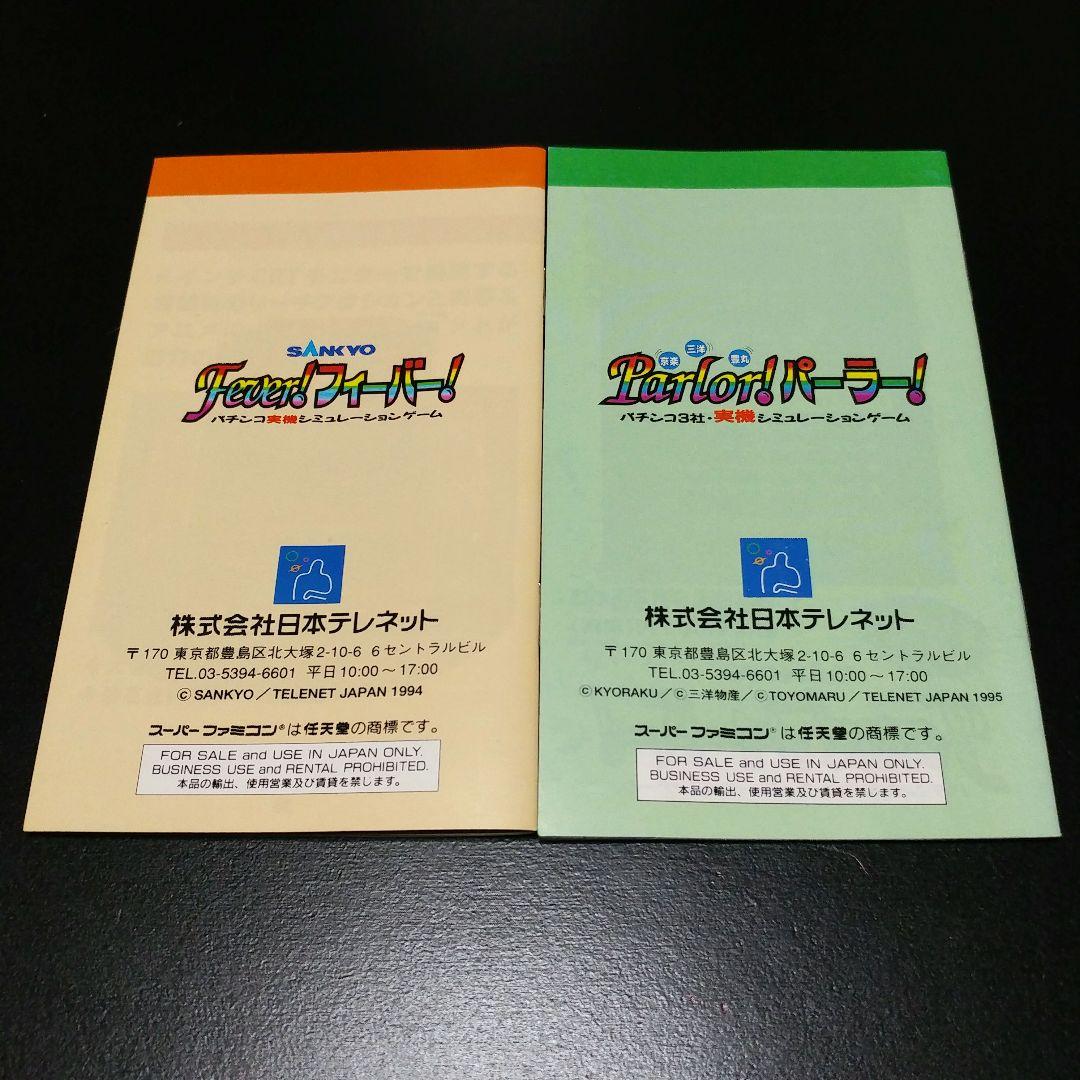 SANKYO
Fever!フィーバー!
パチンコ実機シミュレーションゲーム
株式会社日本テレネット
〒170 東京都豊島区北大塚2-10-6 6セントラルビル
TEL.03-5394-6601 平日10:00〜17:00
©SANKYO/TELENET JAPAN 1994
スーパーファミコン®は任天堂の商標です。
FOR SALE and USE IN JAPAN ONLY.
BUSINESS USE and RENTAL PROHIBITED.
本品の輸出、使用営業及び賃貸を禁じます。
京楽 三洋 豊丸
Parlor!パーラー!
パチンコ3社・実機シミュレーションゲーム
株式会社日本テレネット
〒170 東京都豊島区北大塚2-10-6 6セントラルビル
TEL.03-5394-6601 平日10:00〜17:00
©KYORAKU/©三洋物産/©TOYOMARU/TELENET JAPAN 1995
スーパーファミコン®は任天堂の商標です。
FOR SALE and USE IN JAPAN ONLY.
BUSINESS USE and RENTAL PROHIBITED.
本品の輸出、使用営業及び賃貸を禁じます。